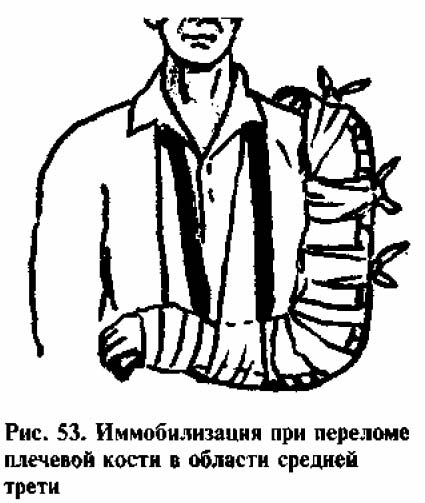 Рис. 53. Иммобилизация при переломе
плечевой кости в области средней
трети